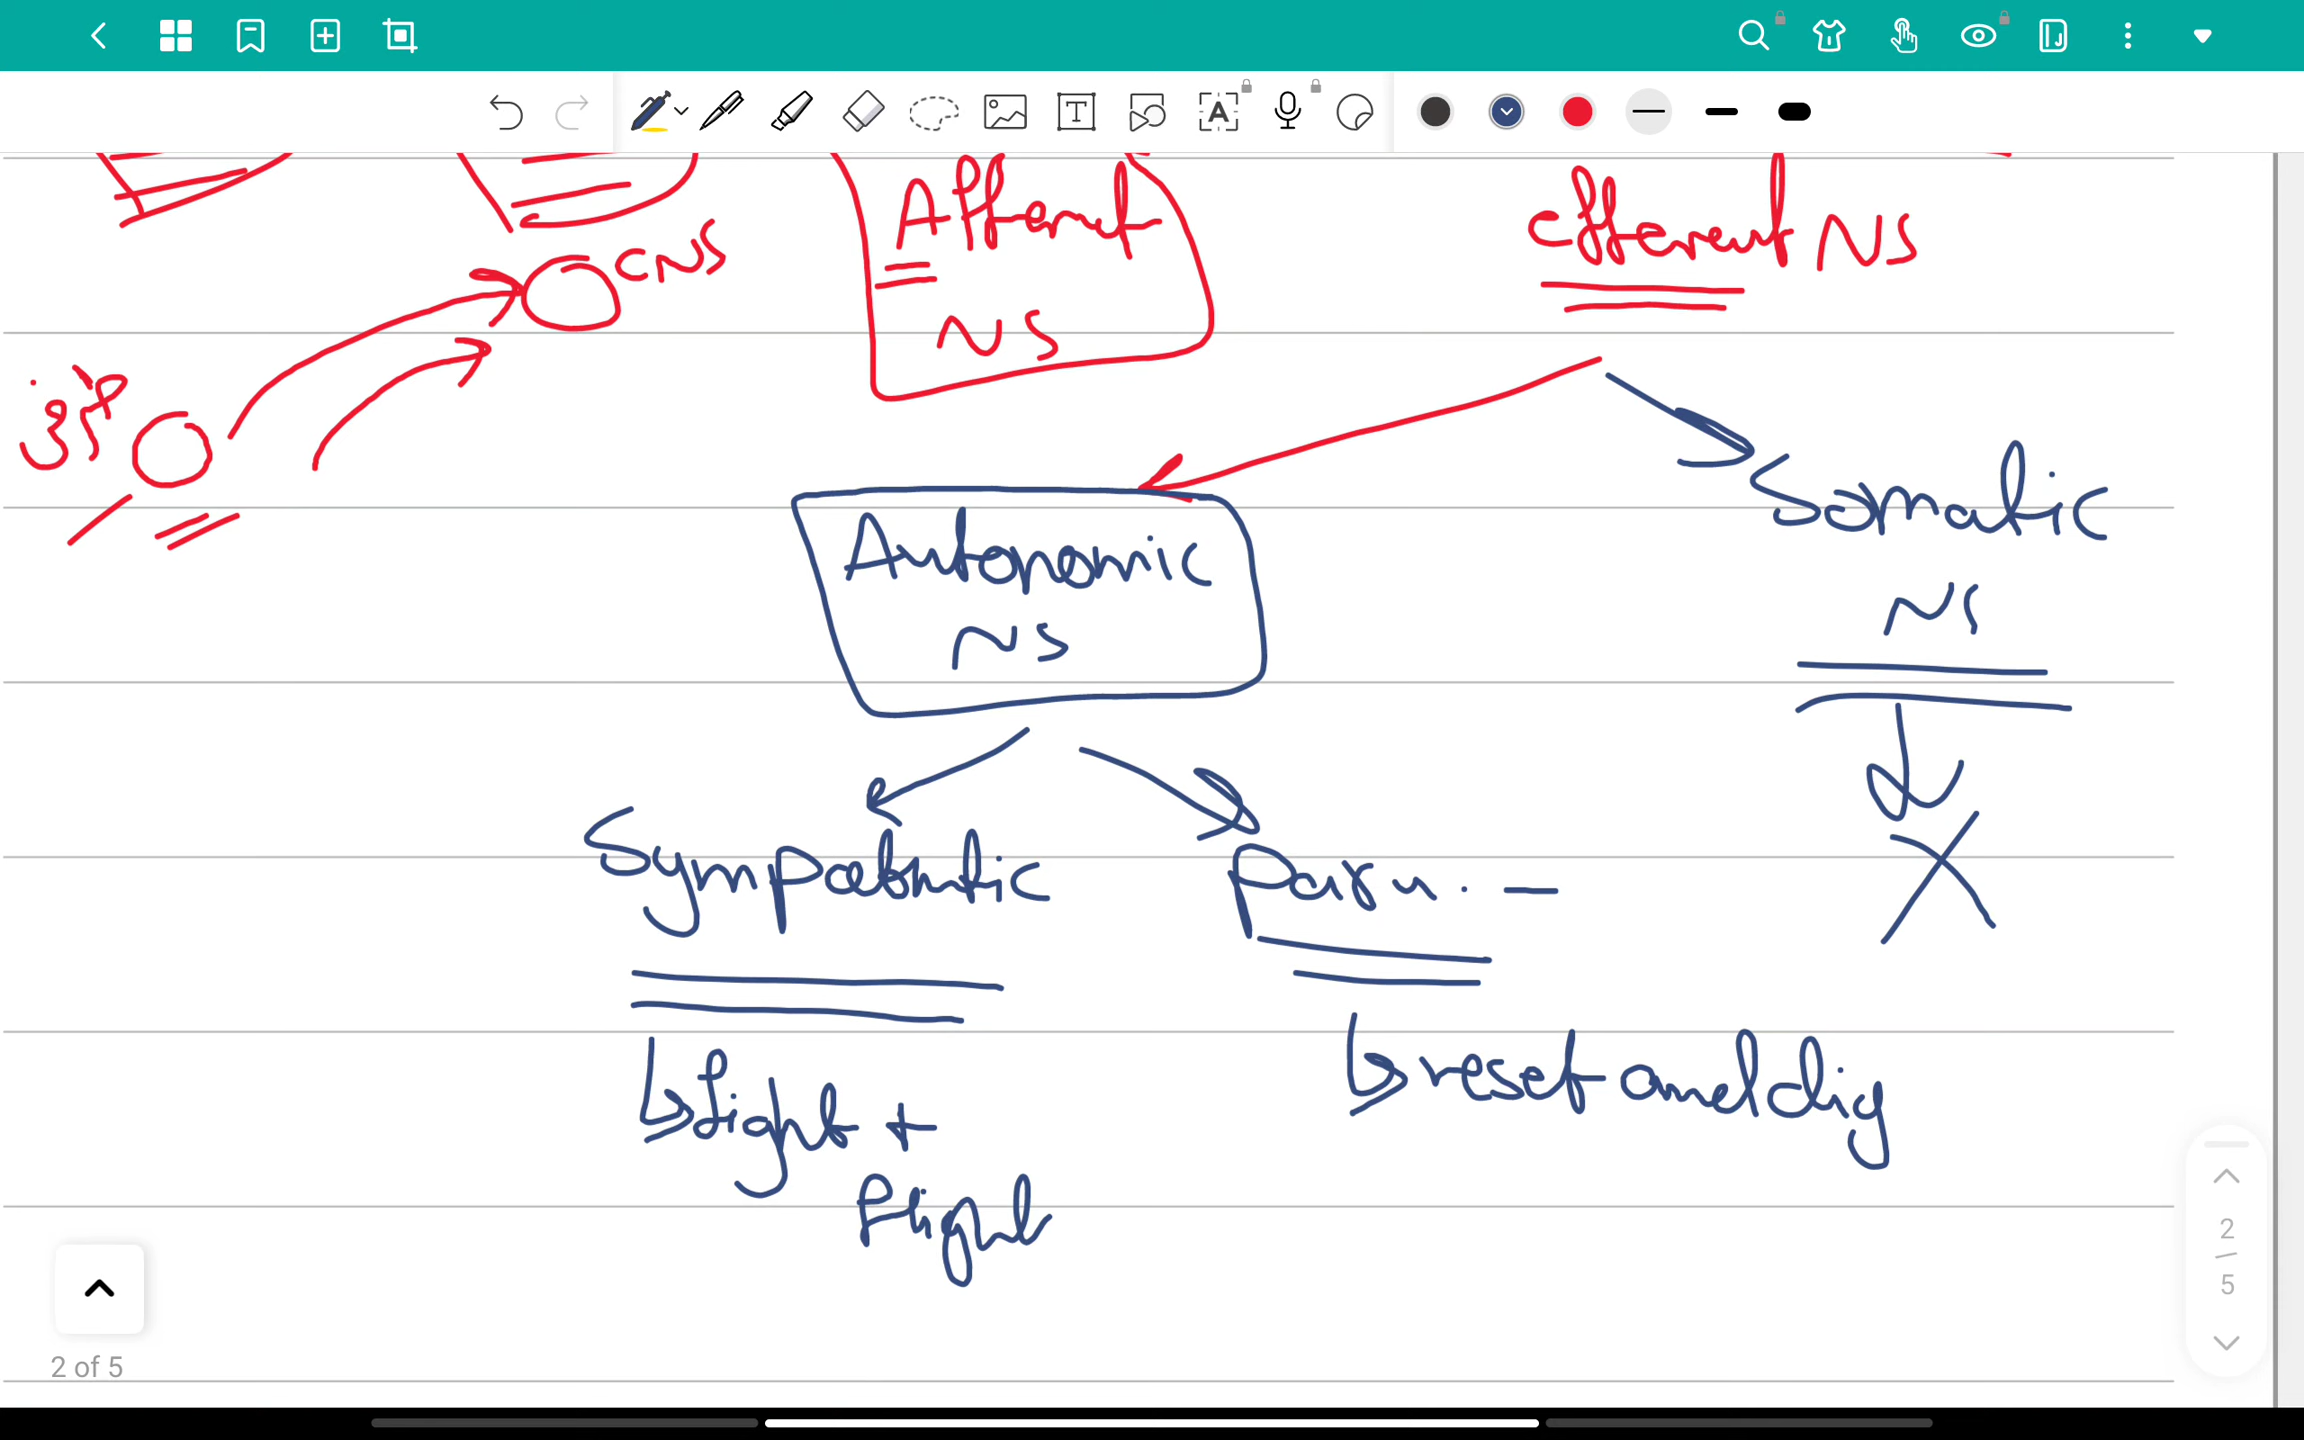 Afferent
NS
efferent NS
CNS
Autonomic
NS
Somatic
NS
Sympathatic
Para. —
fight +
flight
reset and dig
2
5
2 of 5